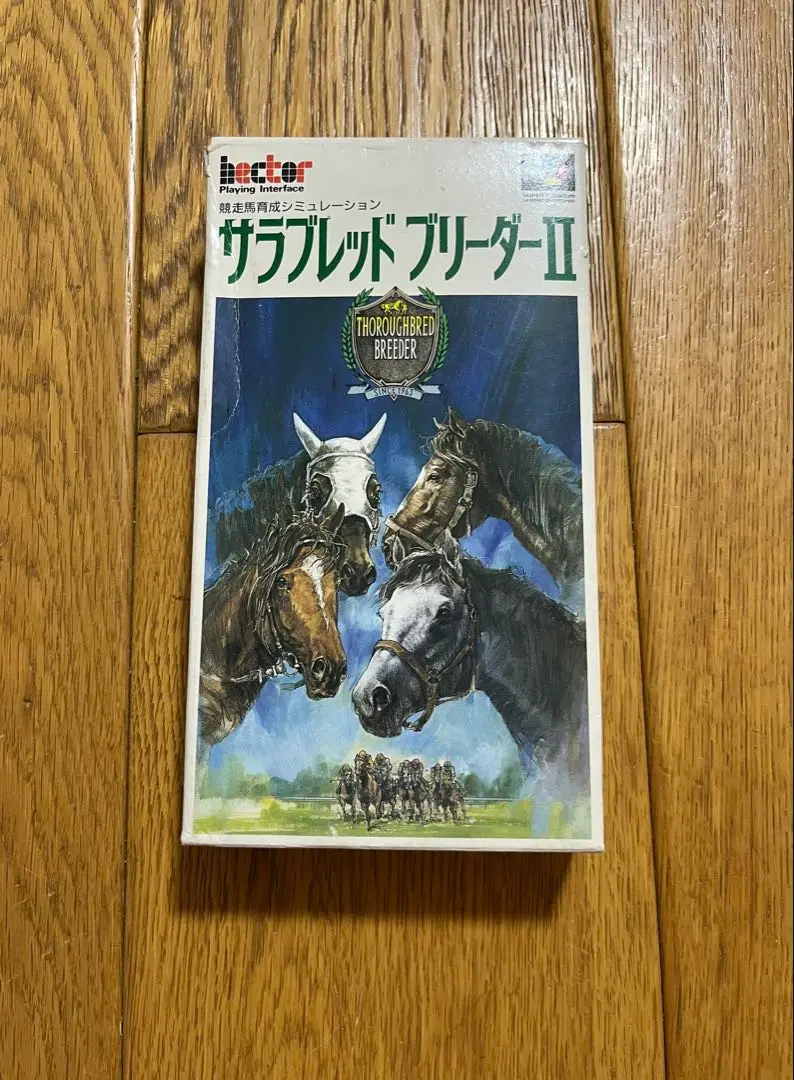 hector
Playing Interface
競走馬育成シミュレーション
サラブレッド ブリーダーII
THOROUGHBRED
BREEDER